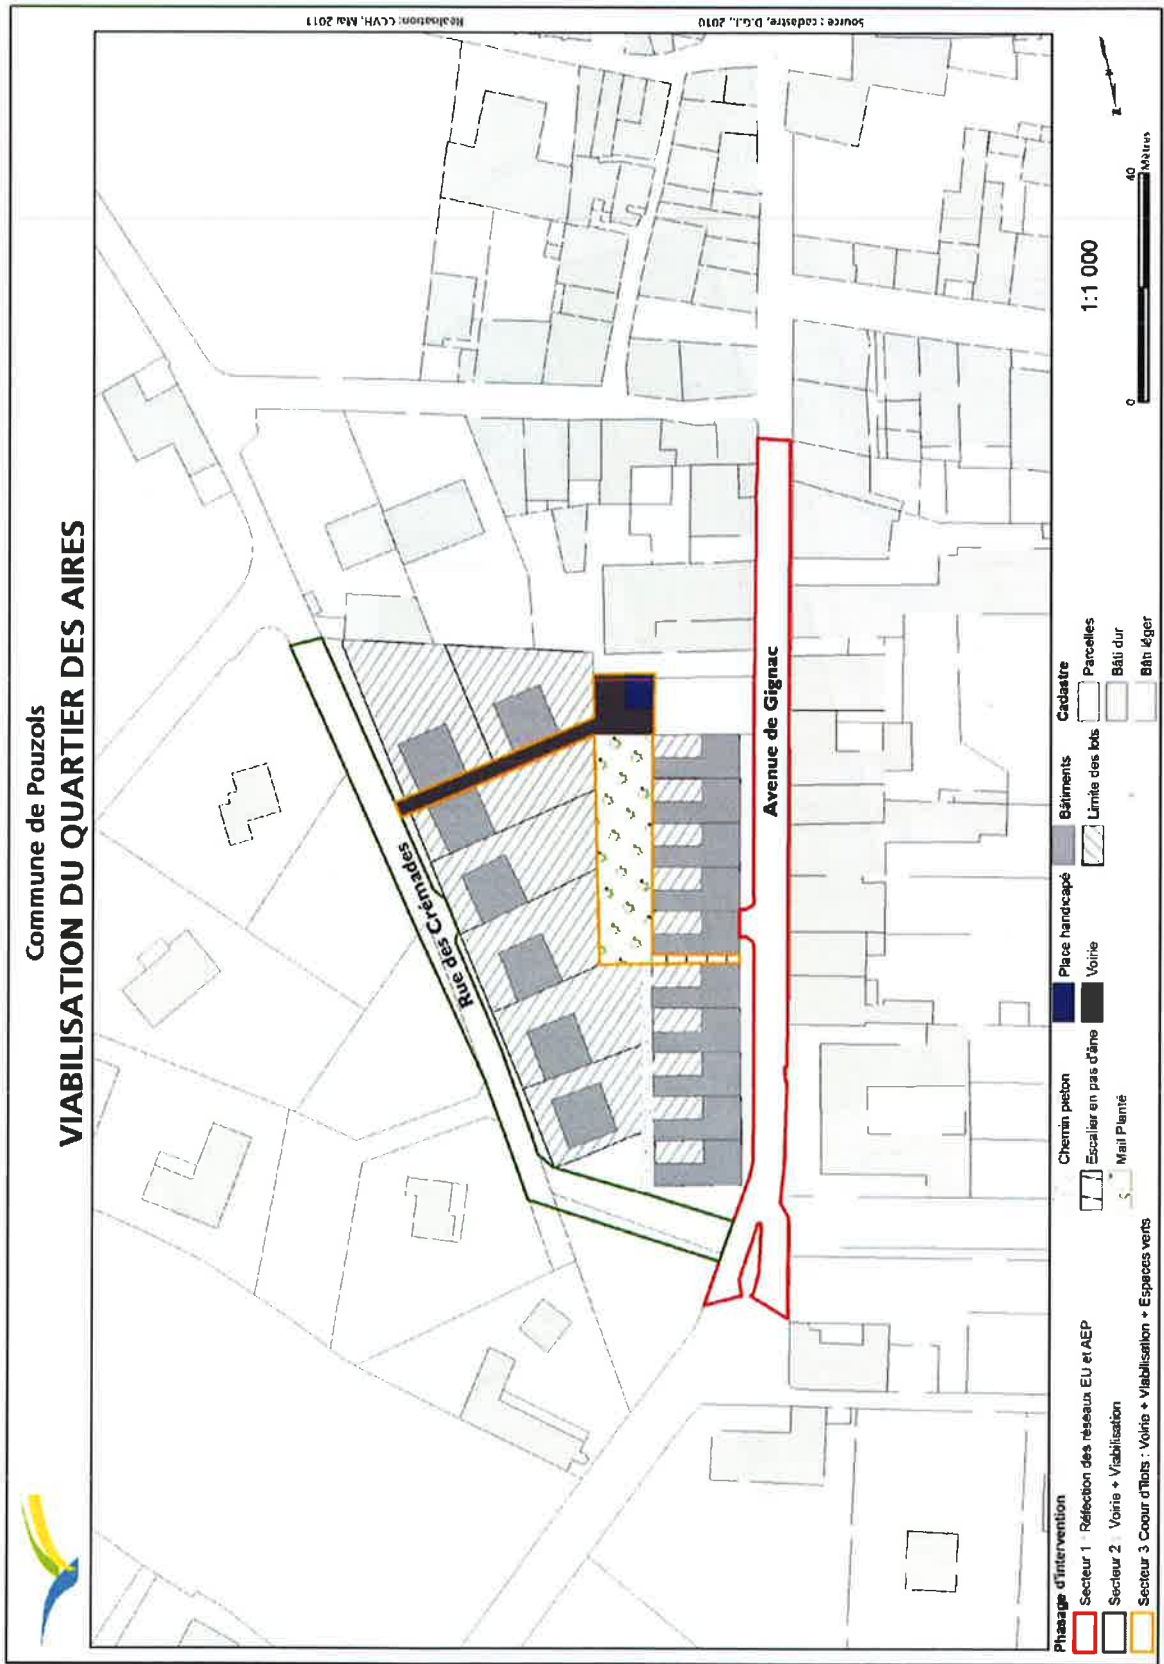 Commune de Pouzols
VIABILISATION DU QUARTIER DES AIRES
Rue des Crémades
Avenue de Gignac
Phasage d'intervention
Secteur 1 Réfection des réseaux EU et AEP
Secteur 2 Voirie + Viabilisation
Secteur 3 Coeur d'îlots : Voirie + Viabilisation + Espaces verts
Chemin pieton
Escalier en pas d'âne
Mail Planté
Place handicapé
Voirie
Bâtiments
Limite des lots
Cadastre
Parcelles
Bâti dur
Bâti léger
1:1 000
0 40
Mètres
N
Réalisation: CCVH, Mai 2011
Source : cadastre, D.G.I., 2010